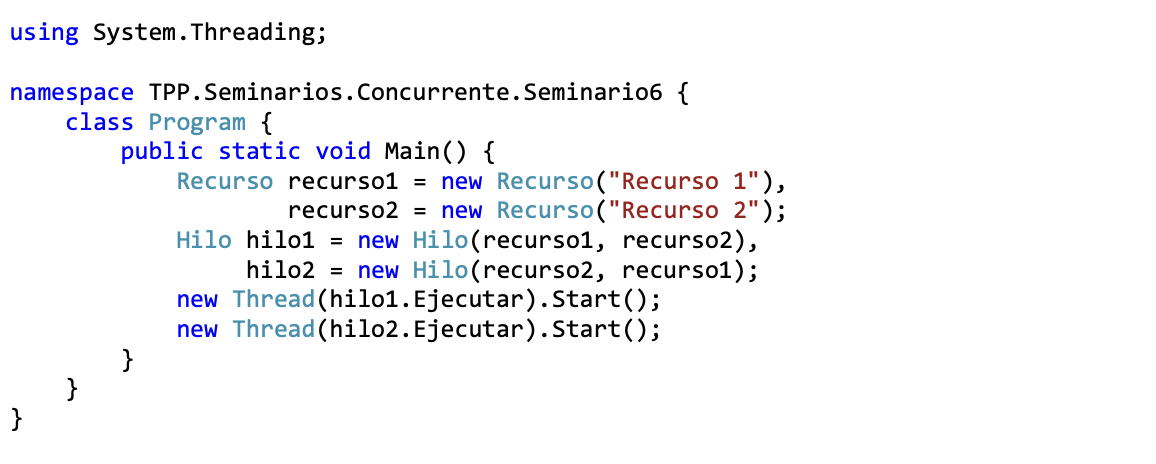 using System.Threading;
namespace TPP.Seminarios.Concurrente.Seminario6 {
class Program {
public static void Main() {
Recurso recurso1 = new Recurso("Recurso 1"),
recurso2 = new Recurso("Recurso 2");
Hilo hilo1 = new Hilo(recurso1, recurso2),
hilo2 = new Hilo(recurso2, recurso1);
new Thread(hilo1.Ejecutar).Start();
new Thread(hilo2.Ejecutar).Start();
}
}
}